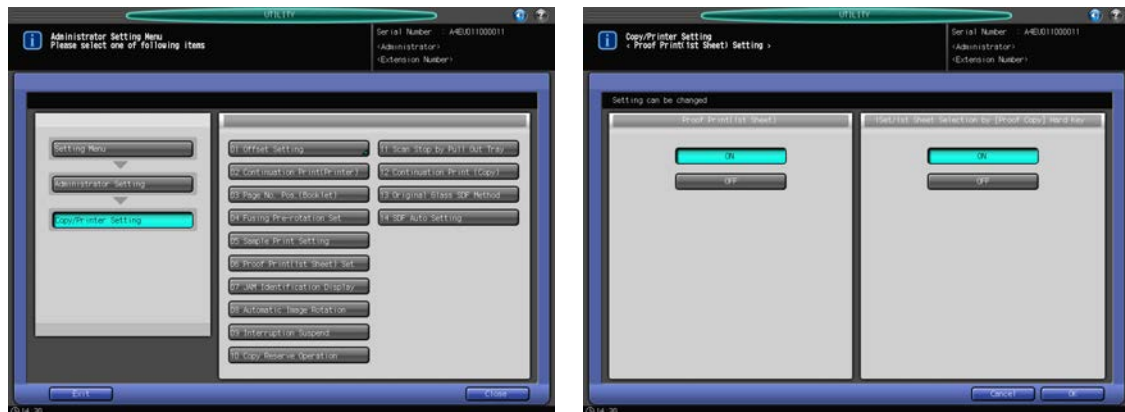 UTILITY
Administrator Setting Menu
Please select one of following items
Serial Number : A4EU011000011
<Administrator>
<Extension Number>
Setting Menu
Administrator Setting
Copy/Printer Setting
01 Offset Setting
02 Continuation Print(Printer)
03 Page No. Pos.(Booklet)
04 Fusing Pre-rotation Set
05 Sample Print Setting
06 Proof Print(1st Sheet) Set
07 JAM Identification Display
08 Automatic Image Rotation
09 Interruption Suspend
10 Copy Reserve Operation
11 Scan Stop by Pull Out Tray
12 Continuation Print (Copy)
13 Original Glass SDF Method
14 SDF Auto Setting
Exit
Close
14:30
UTILITY
Copy/Printer Setting
< Proof Print(1st Sheet) Setting >
Serial Number : A4EU011000011
<Administrator>
<Extension Number>
Setting can be changed
Proof Print(1st Sheet)
ON
OFF
1Set/1st Sheet Selection by [Proof Copy] Hard Key
ON
OFF
Cancel
OK
14:30